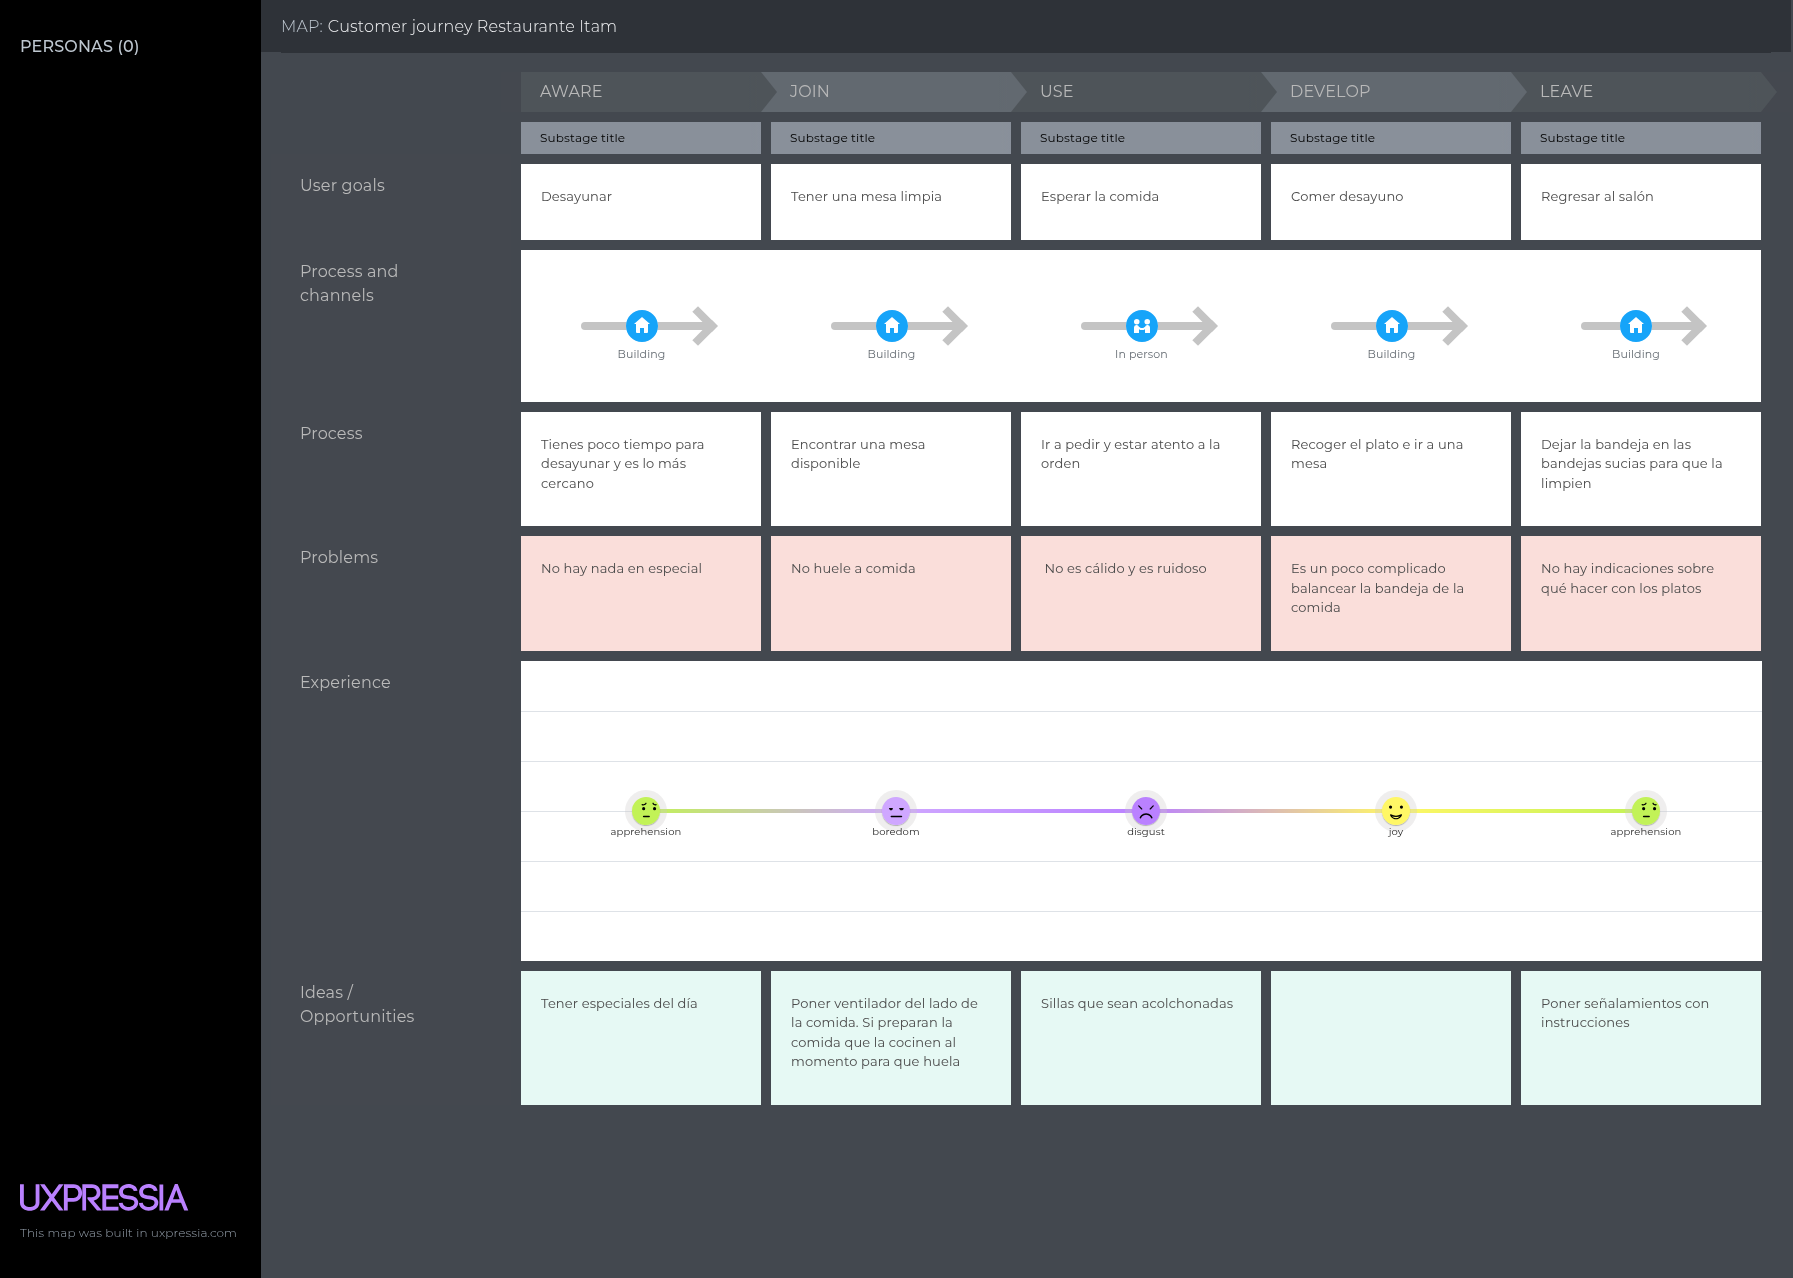 PERSONAS (0)
MAP: Customer journey Restaurante Itam
AWARE
JOIN
USE
DEVELOP
LEAVE
Substage title
Substage title
Substage title
Substage title
Substage title
User goals
Desayunar
Tener una mesa limpia
Esperar la comida
Comer desayuno
Regresar al salón
Process and
channels
Building
Building
In person
Building
Building
Process
Tienes poco tiempo para
desayunar y es lo más
cercano
Encontrar una mesa
disponible
Ir a pedir y estar atento a la
orden
Recoger el plato e ir a una
mesa
Dejar la bandeja en las
bandejas sucias para que la
limpien
Problems
No hay nada en especial
No huele a comida
No es cálido y es ruidoso
Es un poco complicado
balancear la bandeja de la
comida
No hay indicaciones sobre
qué hacer con los platos
Experience
apprehension
boredom
disgust
joy
apprehension
Ideas /
Opportunities
Tener especiales del día
Poner ventilador del lado de
la comida. Si preparan la
comida que la cocinen al
momento para que huela
Sillas que sean acolchonadas
Poner señalamientos con
instrucciones
UXPRESSIA
This map was built in uxpressia.com